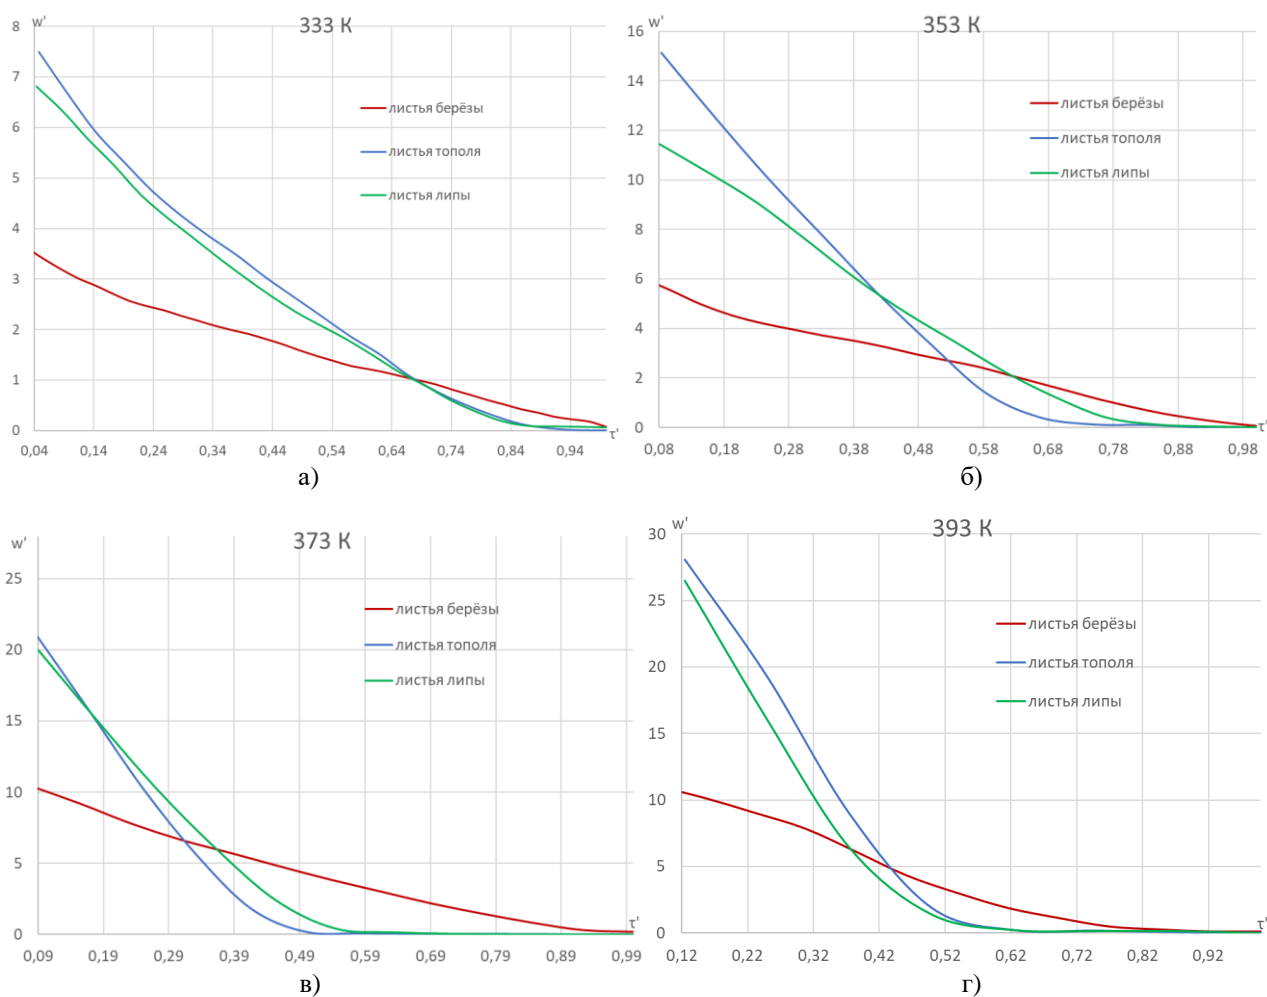 333 К
w'
8
7
6
5
4
3
2
1
0
листья берёзы
листья тополя
листья липы
τ'
0,04 0,14 0,24 0,34 0,44 0,54 0,64 0,74 0,84 0,94
а)
353 К
w'
16
14
12
10
8
6
4
2
0
листья берёзы
листья тополя
листья липы
τ'
0,08 0,18 0,28 0,38 0,48 0,58 0,68 0,78 0,88 0,98
б)
373 К
w'
25
20
15
10
5
0
листья берёзы
листья тополя
листья липы
τ'
0,09 0,19 0,29 0,39 0,49 0,59 0,69 0,79 0,89 0,99
в)
393 К
w'
30
25
20
15
10
5
0
листья берёзы
листья тополя
листья липы
τ'
0,12 0,22 0,32 0,42 0,52 0,62 0,72 0,82 0,92
г)